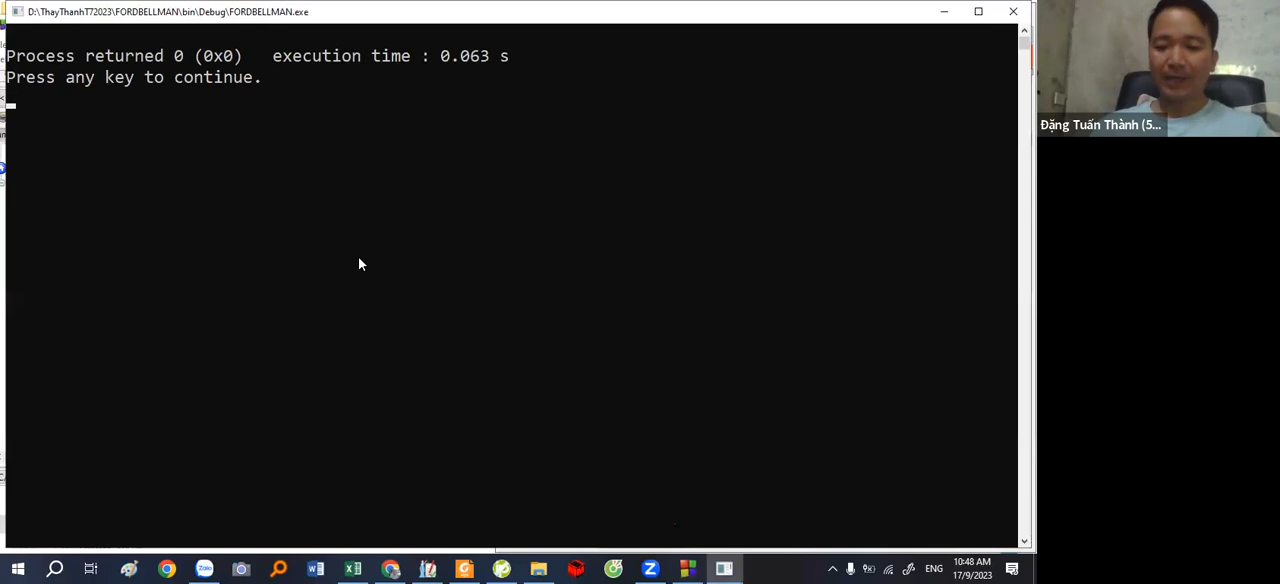 D:\ThayThanhT72023\FORDBELLMAN\bin\Debug\FORDBELLMAN.exe
Process returned 0 (0x0)   execution time : 0.063 s
Press any key to continue.
Đặng Tuấn Thành (5...
Zalo
ENG
10:48 AM
17/9/2023